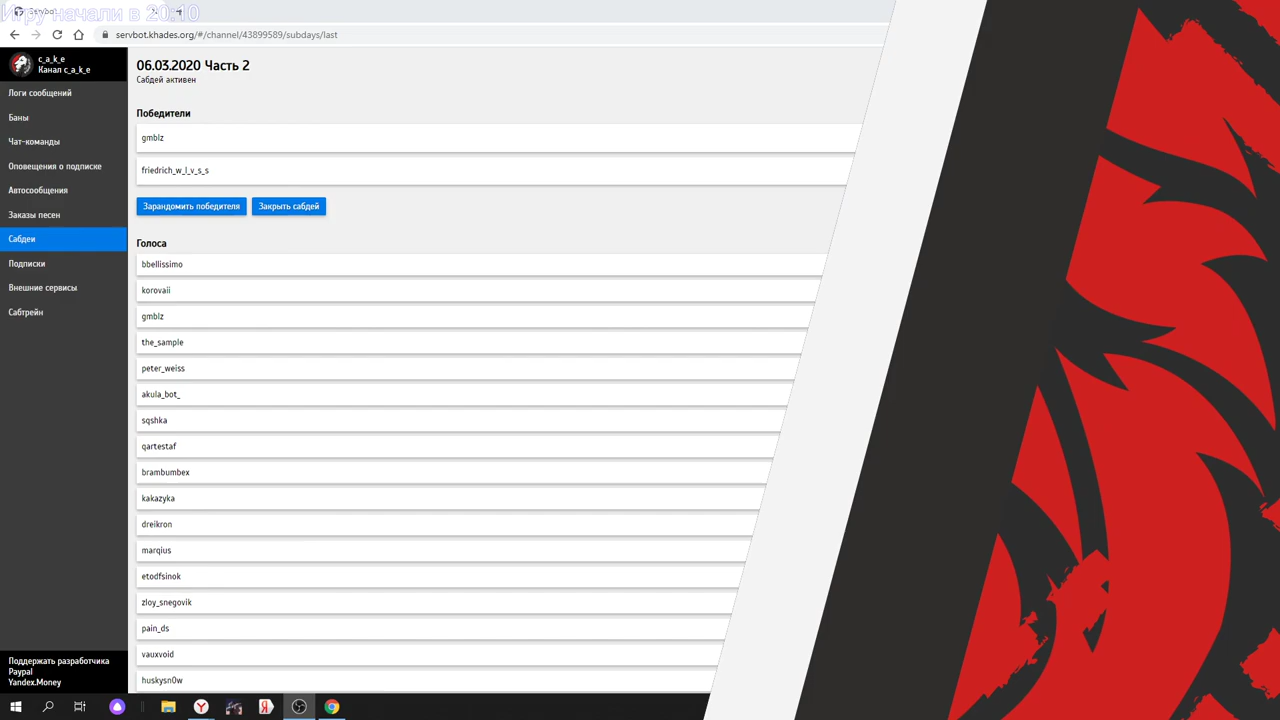 Игру начали в 20:10
servbot.khades.org/#/channel/43899589/subdays/last
c_a_k_e
Канал c_a_k_e
Логи сообщений
Баны
Чат-команды
Оповещения о подписке
Автосообщения
Заказы песен
Сабдеи
Подписки
Внешние сервисы
Сабтрейн
Поддержать разработчика
Paypal
Yandex.Money
06.03.2020 Часть 2
Сабдей активен
Победители
gmblz
friedrich_w_l_v_s_s
Зарандомить победителя
Закрыть сабдей
Голоса
bbellissimo
korovaii
gmblz
the_sample
peter_weiss
akula_bot_
sqshka
qartestaf
brambumbex
kakazyka
dreikron
marqius
etodfsinok
zloy_snegovik
pain_ds
vauxvoid
huskysn0w